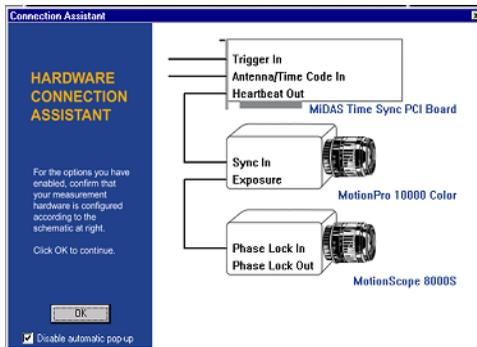 Connection Assistant
HARDWARE
CONNECTION
ASSISTANT
For the options you have
enabled, confirm that
your measurement
hardware is configured
according to the
schematic at right.
Click OK to continue.
OK
Disable automatic pop-up
Trigger In
Antenna/Time Code In
Heartbeat Out
MiDAS Time Sync PCI Board
Sync In
Exposure
MotionPro 10000 Color
Phase Lock In
Phase Lock Out
MotionScope 8000S